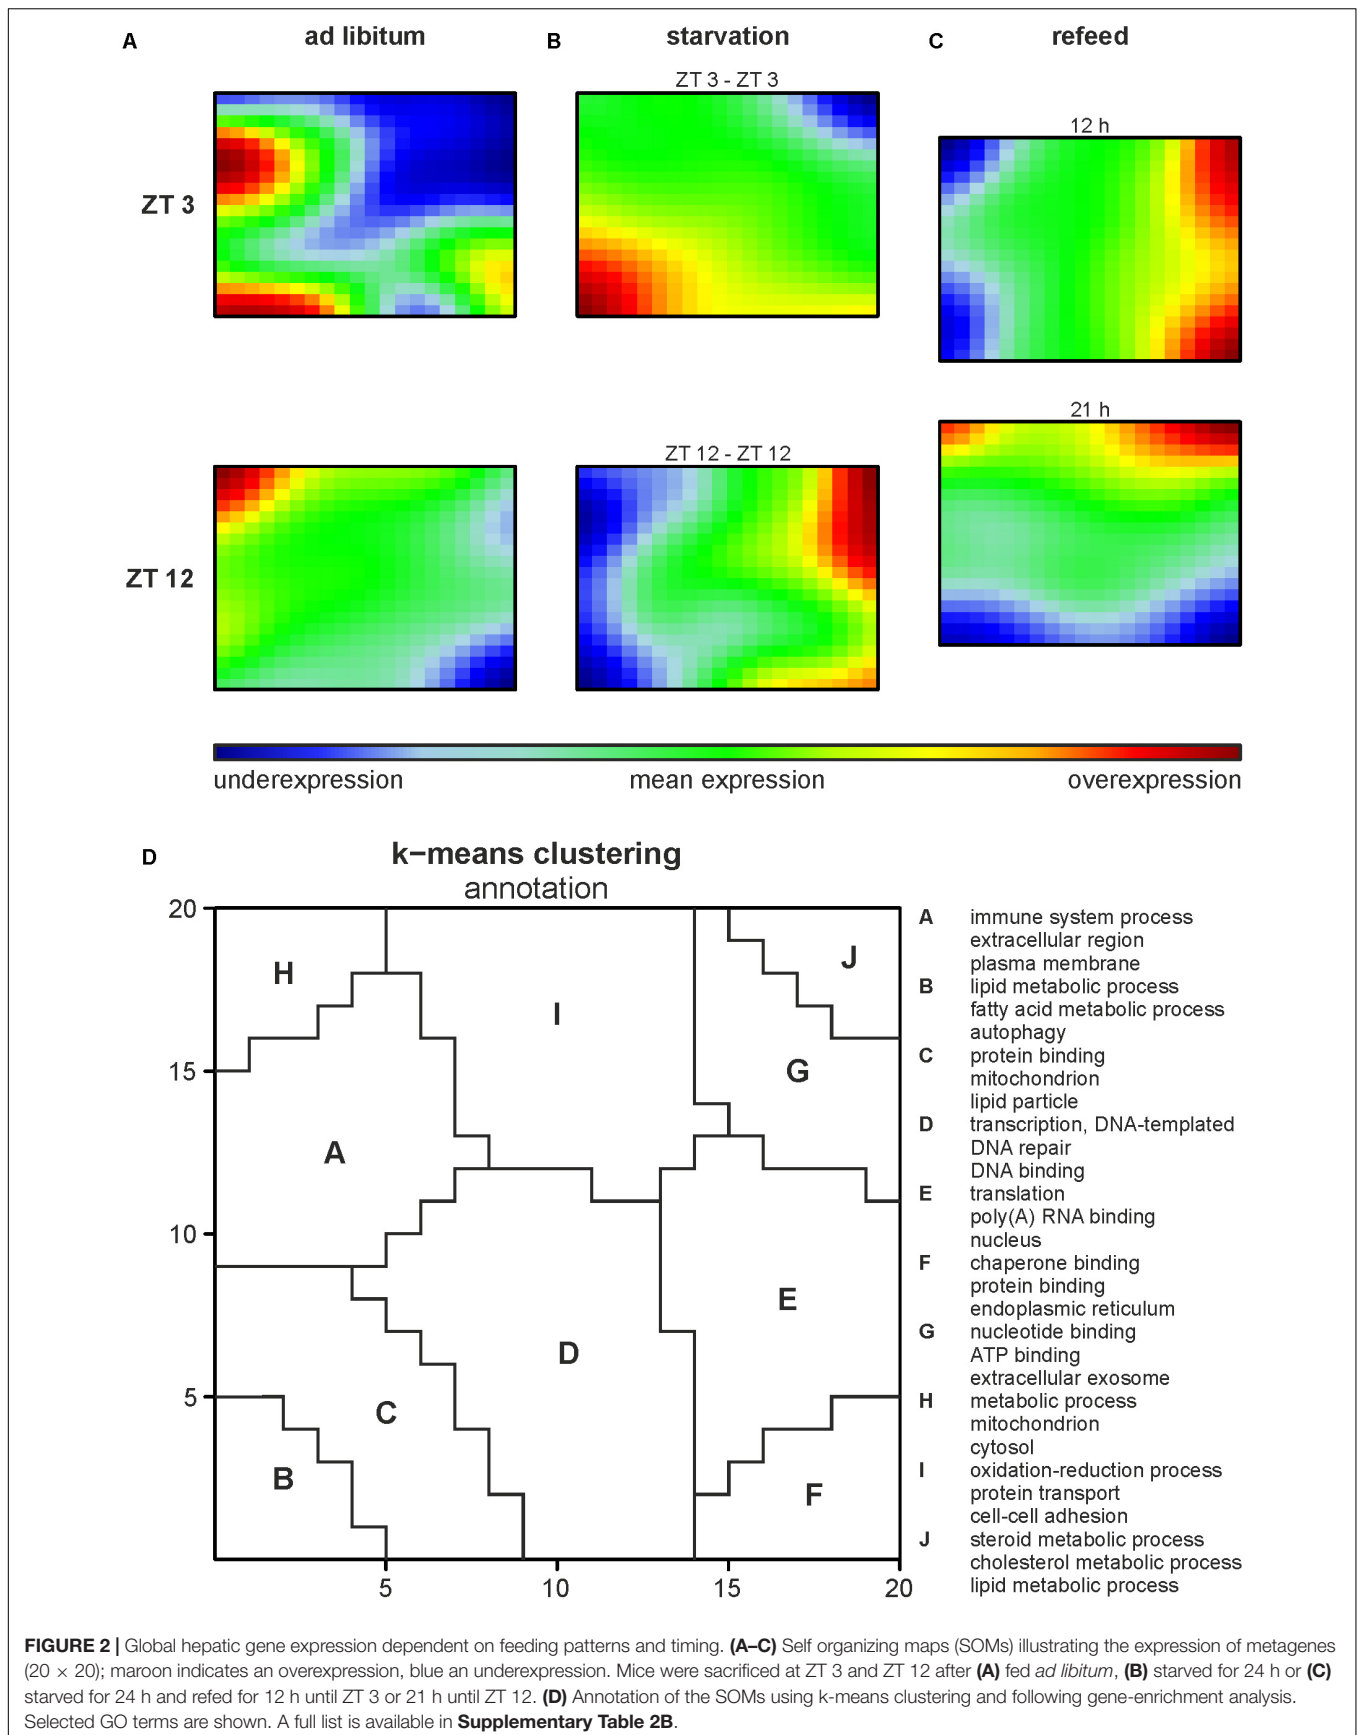 A ad libitum B starvation C refeed
ZT 3 - ZT 3
12 h
ZT 3
21 h
ZT 12 - ZT 12
ZT 12
underexpression mean expression overexpression
D k−means clustering
annotation
20
15
10
5
5 10 15 20
H
J
I
G
A
E
D
C
B
F
A immune system process
extracellular region
plasma membrane
B lipid metabolic process
fatty acid metabolic process
autophagy
C protein binding
mitochondrion
lipid particle
D transcription, DNA-templated
DNA repair
DNA binding
E translation
poly(A) RNA binding
nucleus
F chaperone binding
protein binding
endoplasmic reticulum
G nucleotide binding
ATP binding
extracellular exosome
H metabolic process
mitochondrion
cytosol
I oxidation-reduction process
protein transport
cell-cell adhesion
J steroid metabolic process
cholesterol metabolic process
lipid metabolic process
FIGURE 2 | Global hepatic gene expression dependent on feeding patterns and timing. (A–C) Self organizing maps (SOMs) illustrating the expression of metagenes
(20 × 20); maroon indicates an overexpression, blue an underexpression. Mice were sacrificed at ZT 3 and ZT 12 after (A) fed ad libitum, (B) starved for 24 h or (C)
starved for 24 h and refed for 12 h until ZT 3 or 21 h until ZT 12. (D) Annotation of the SOMs using k-means clustering and following gene-enrichment analysis.
Selected GO terms are shown. A full list is available in Supplementary Table 2B.